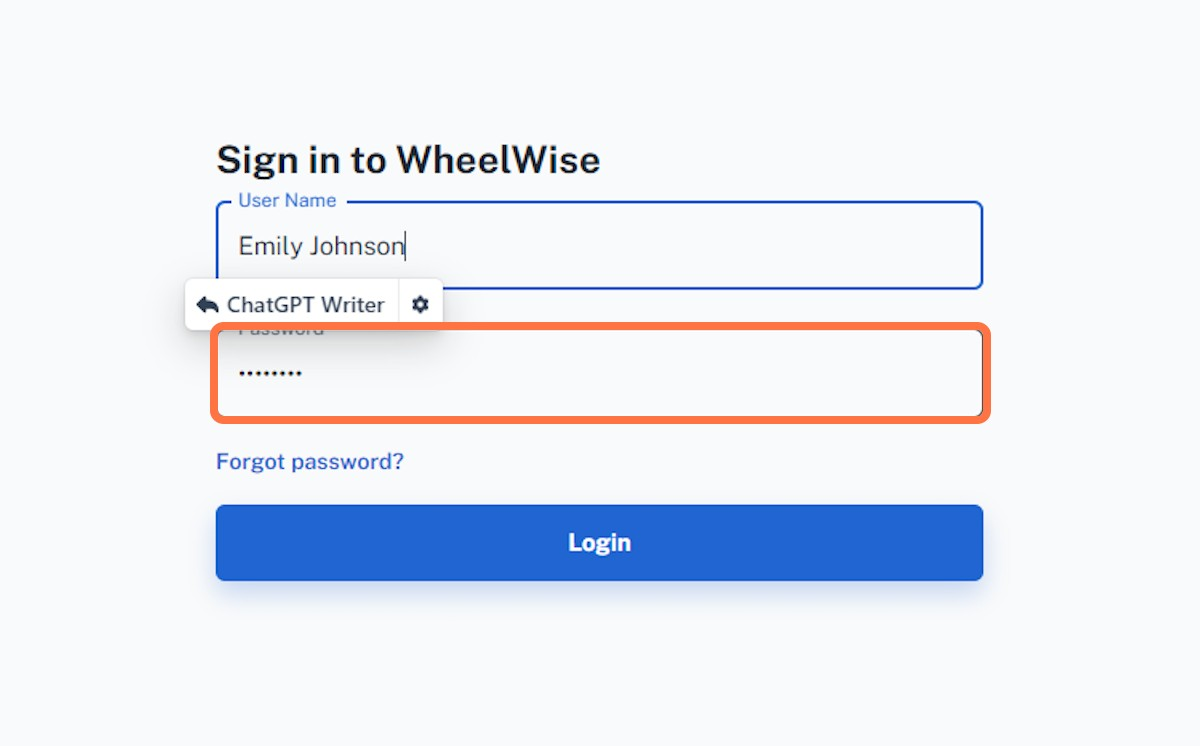 Sign in to WheelWise
User Name
Emily Johnson
ChatGPT Writer
Password
••••••••
Forgot password?
Login